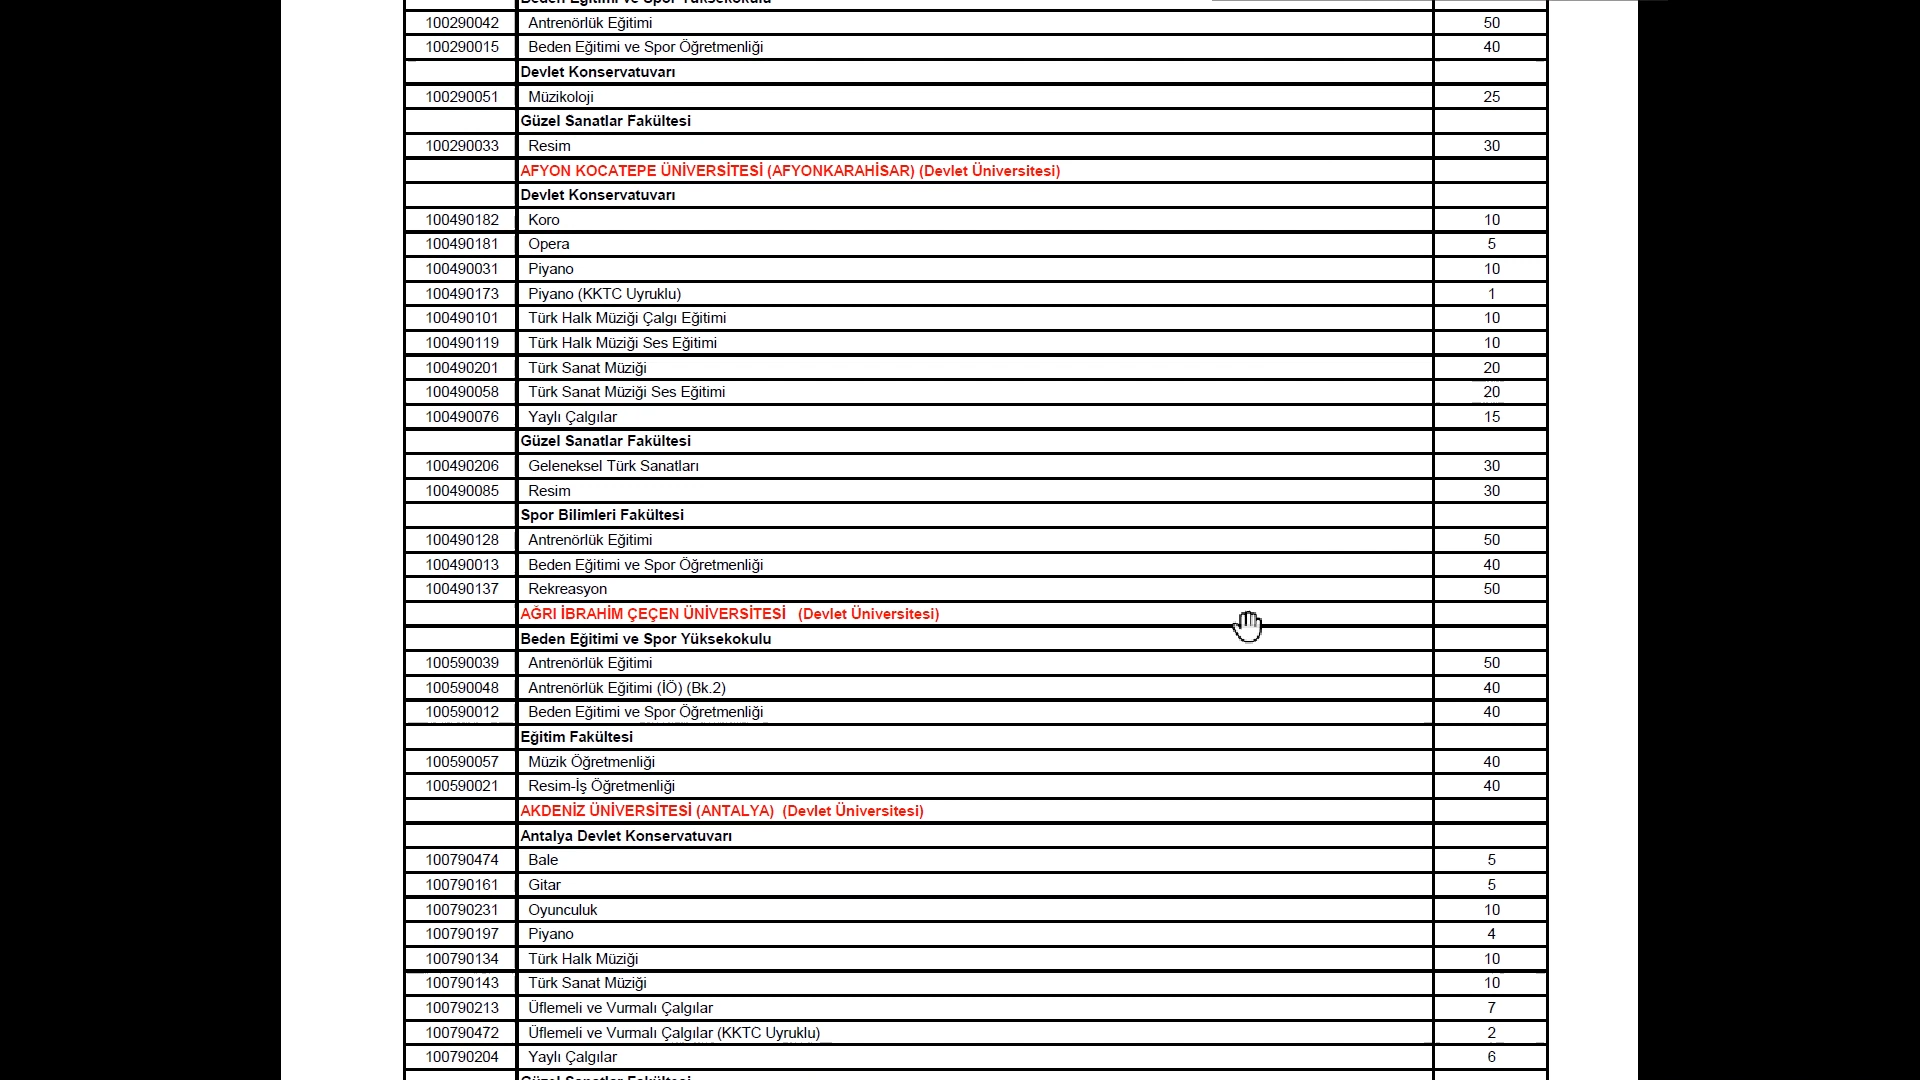 Beden Eğitimi ve Spor Yüksekokulu
100290042 Antrenörlük Eğitimi 50
100290015 Beden Eğitimi ve Spor Öğretmenliği 40
Devlet Konservatuvarı
100290051 Müzikoloji 25
Güzel Sanatlar Fakültesi
100290033 Resim 30
AFYON KOCATEPE ÜNİVERSİTESİ (AFYONKARAHİSAR) (Devlet Üniversitesi)
Devlet Konservatuvarı
100490182 Koro 10
100490181 Opera 5
100490031 Piyano 10
100490173 Piyano (KKTC Uyruklu) 1
100490101 Türk Halk Müziği Çalgı Eğitimi 10
100490119 Türk Halk Müziği Ses Eğitimi 10
100490201 Türk Sanat Müziği 20
100490058 Türk Sanat Müziği Ses Eğitimi 20
100490076 Yaylı Çalgılar 15
Güzel Sanatlar Fakültesi
100490206 Geleneksel Türk Sanatları 30
100490085 Resim 30
Spor Bilimleri Fakültesi
100490128 Antrenörlük Eğitimi 50
100490013 Beden Eğitimi ve Spor Öğretmenliği 40
100490137 Rekreasyon 50
AĞRI İBRAHİM ÇEÇEN ÜNİVERSİTESİ (Devlet Üniversitesi)
Beden Eğitimi ve Spor Yüksekokulu
100590039 Antrenörlük Eğitimi 50
100590048 Antrenörlük Eğitimi (İÖ) (Bk.2) 40
100590012 Beden Eğitimi ve Spor Öğretmenliği 40
Eğitim Fakültesi
100590057 Müzik Öğretmenliği 40
100590021 Resim-İş Öğretmenliği 40
AKDENİZ ÜNİVERSİTESİ (ANTALYA) (Devlet Üniversitesi)
Antalya Devlet Konservatuvarı
100790474 Bale 5
100790161 Gitar 5
100790231 Oyunculuk 10
100790197 Piyano 4
100790134 Türk Halk Müziği 10
100790143 Türk Sanat Müziği 10
100790213 Üflemeli ve Vurmalı Çalgılar 7
100790472 Üflemeli ve Vurmalı Çalgılar (KKTC Uyruklu) 2
100790204 Yaylı Çalgılar 6
Güzel Sanatlar Fakültesi